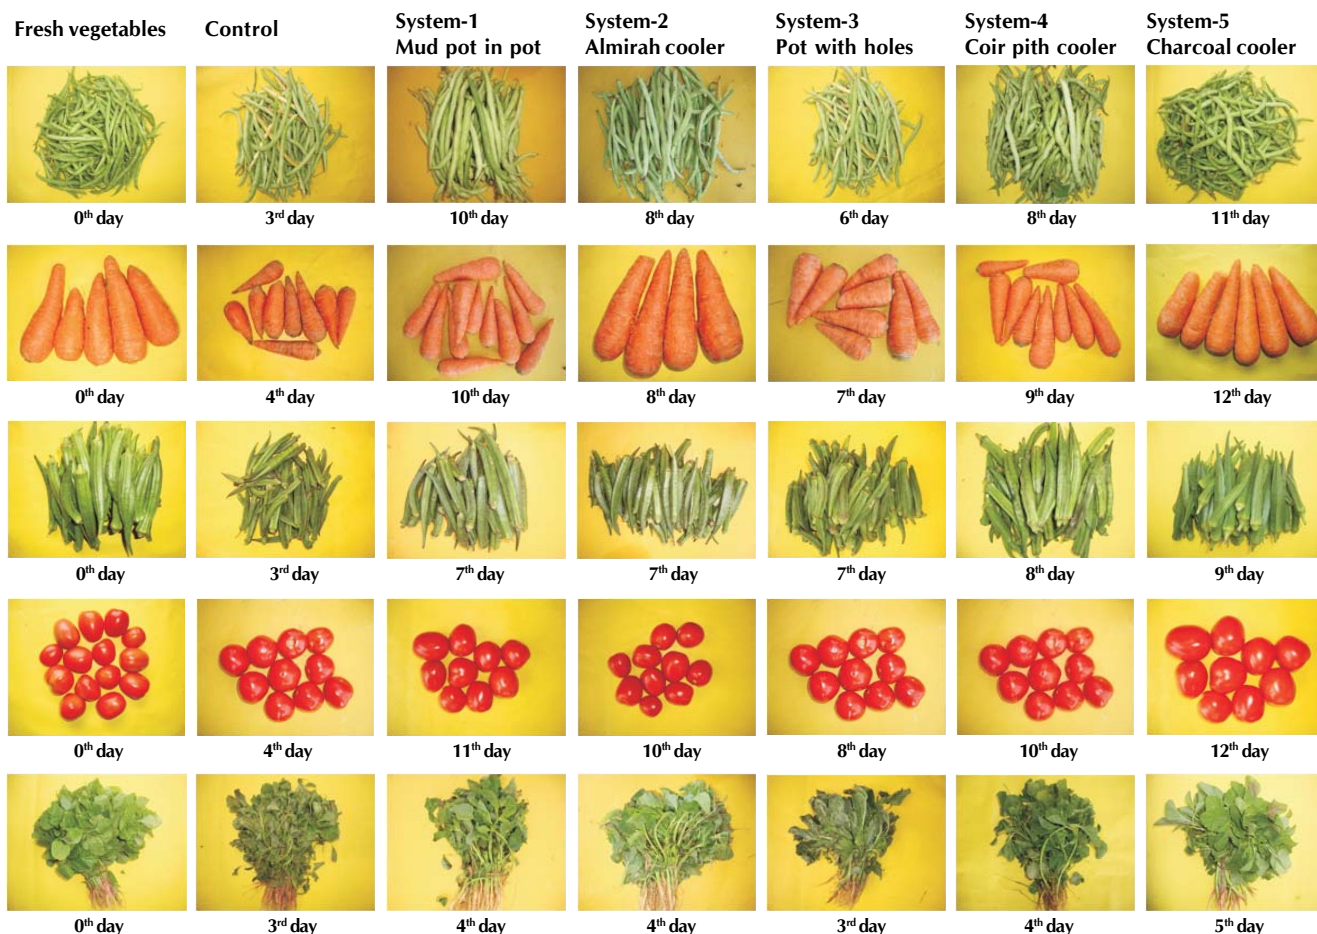 Fresh vegetables
Control
System-1
Mud pot in pot
System-2
Almirah cooler
System-3
Pot with holes
System-4
Coir pith cooler
System-5
Charcoal cooler
0th day
3rd day
10th day
8th day
6th day
8th day
11th day
0th day
4th day
10th day
8th day
7th day
9th day
12th day
0th day
3rd day
7th day
7th day
7th day
8th day
9th day
0th day
4th day
11th day
10th day
8th day
10th day
12th day
0th day
3rd day
4th day
4th day
3rd day
4th day
5th day